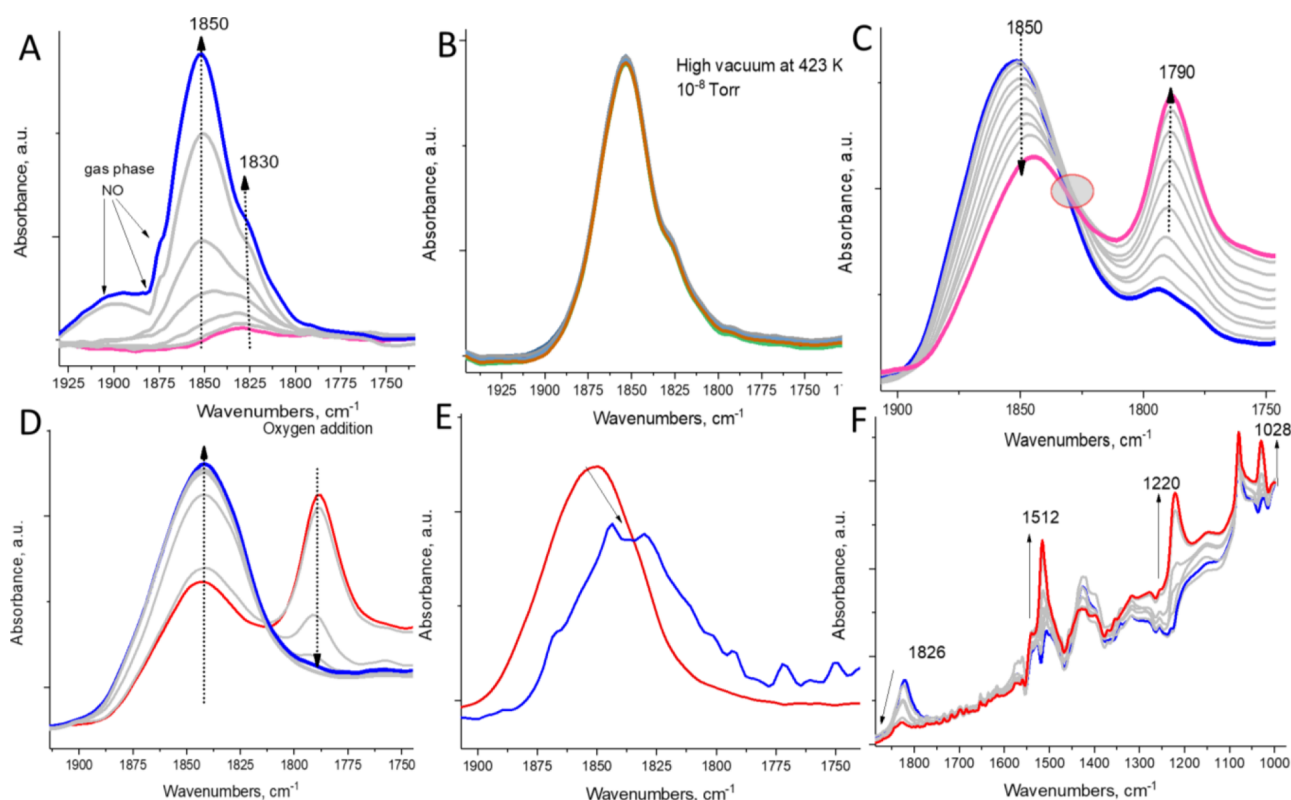 A
1850
1830
gas phase
NO
Absorbance, a.u.
1925 1900 1875 1850 1825 1800 1775 1750
Wavenumbers, cm-1
B
High vacuum at 423 K
10-8 Torr
Absorbance, a.u.
1925 1900 1875 1850 1825 1800 1775 1750
Wavenumbers, cm-1
C
1850
1790
Absorbance, a.u.
1900 1850 1800 1750
Wavenumbers, cm-1
D
Oxygen addition
Absorbance, a.u.
1900 1875 1850 1825 1800 1775 1750
Wavenumbers, cm-1
E
Absorbance, a.u.
1900 1875 1850 1825 1800 1775 1750
Wavenumbers, cm-1
F
1826
1512
1220
1028
Absorbance, a.u.
1800 1700 1600 1500 1400 1300 1200 1100 1000
Wavenumbers, cm-1